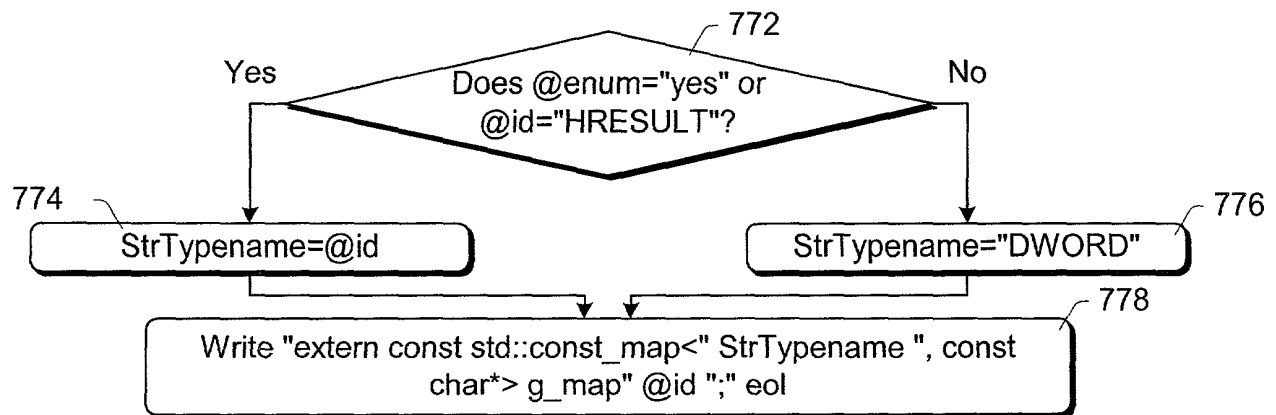 772
Yes
Does @enum="yes" or
No
@id="HRESULT"?
774
StrTypename=@id
776
StrTypename="DWORD"
778
Write "extern const std::const_map<" StrTypename ", const
char*> g_map" @id ";" eol